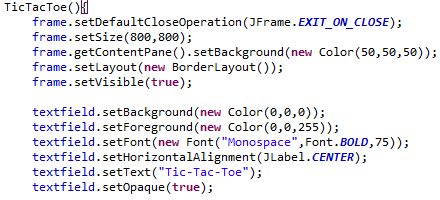 TicTacToe(){
frame.setDefaultCloseOperation(JFrame.EXIT_ON_CLOSE);
frame.setSize(800,800);
frame.getContentPane().setBackground(new Color(50,50,50));
frame.setLayout(new BorderLayout());
frame.setVisible(true);
textfield.setBackground(new Color(0,0,0));
textfield.setForeground(new Color(0,0,255));
textfield.setFont(new Font("Monospace",Font.BOLD,75));
textfield.setHorizontalAlignment(JLabel.CENTER);
textfield.setText("Tic-Tac-Toe");
textfield.setOpaque(true);